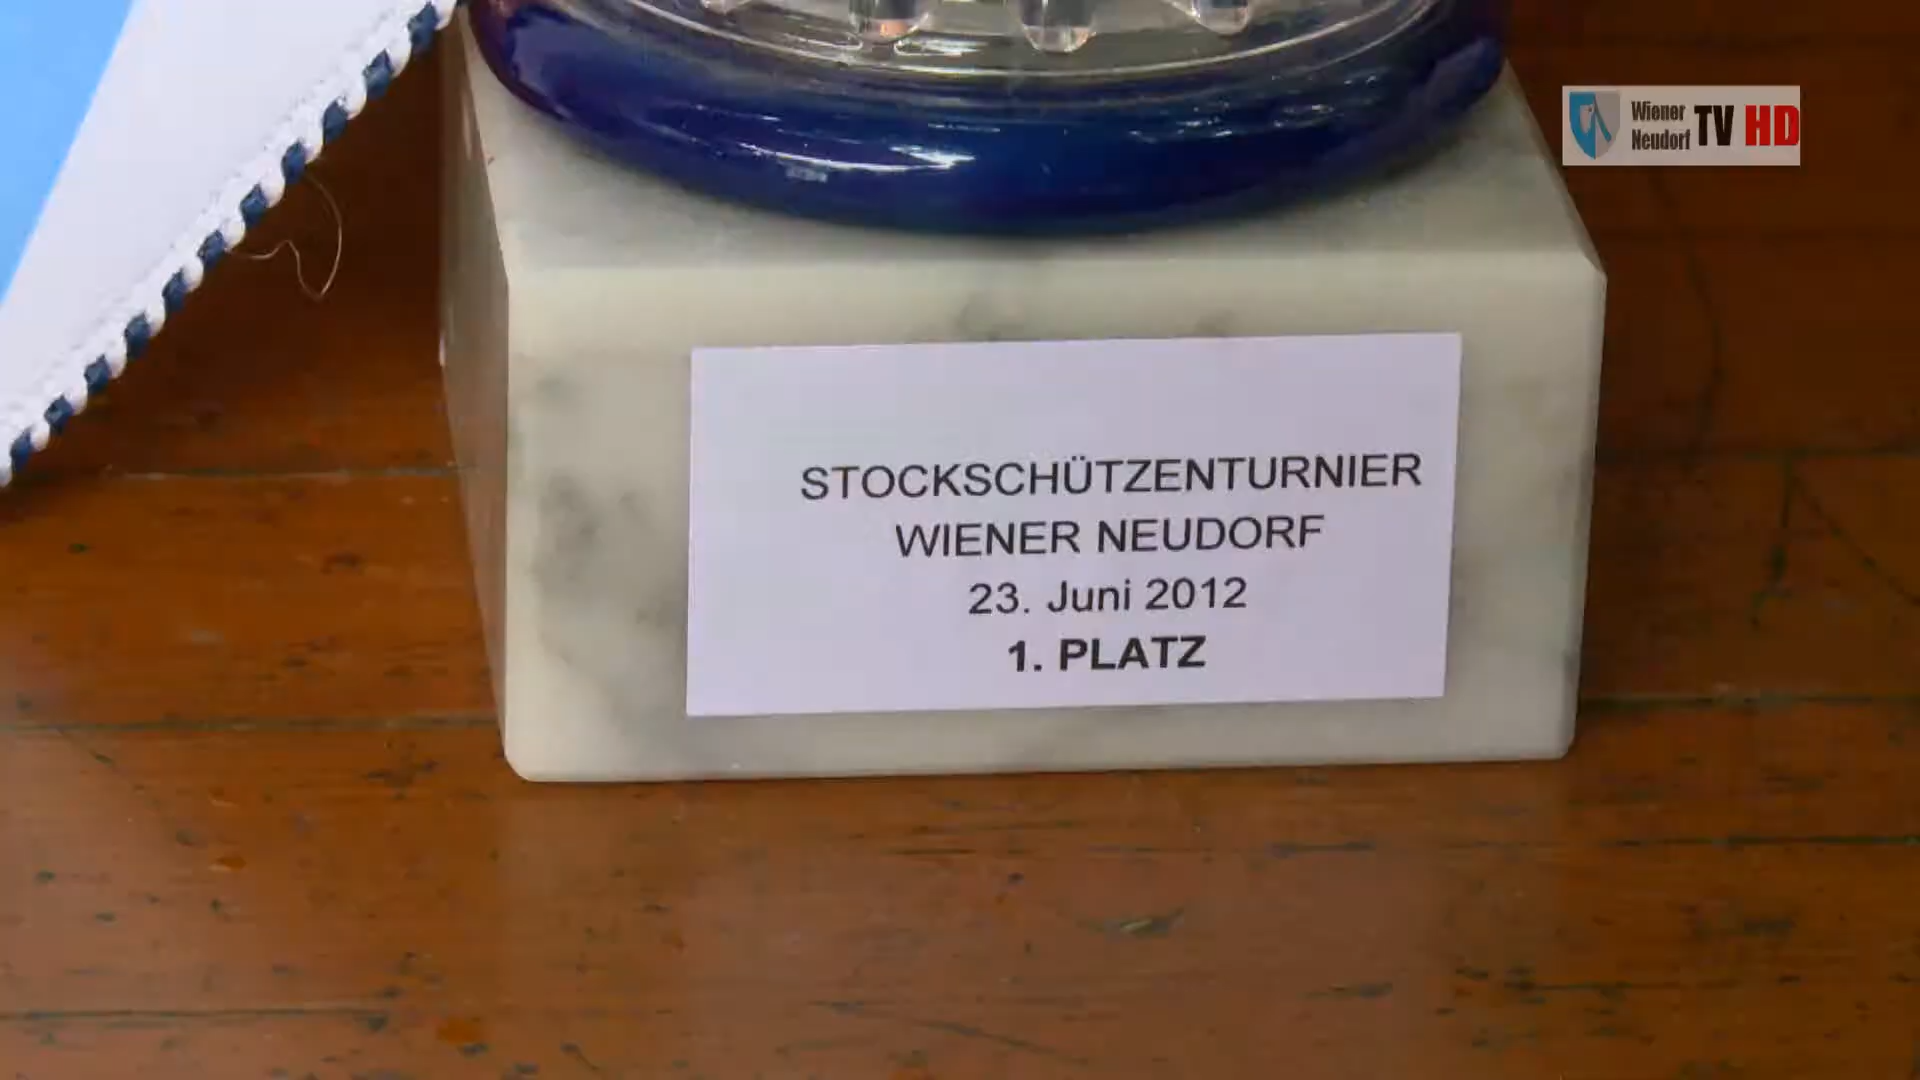 Wiener
Neudorf TV HD
STOCKSCHÜTZENTURNIER
WIENER NEUDORF
23. Juni 2012
1. PLATZ